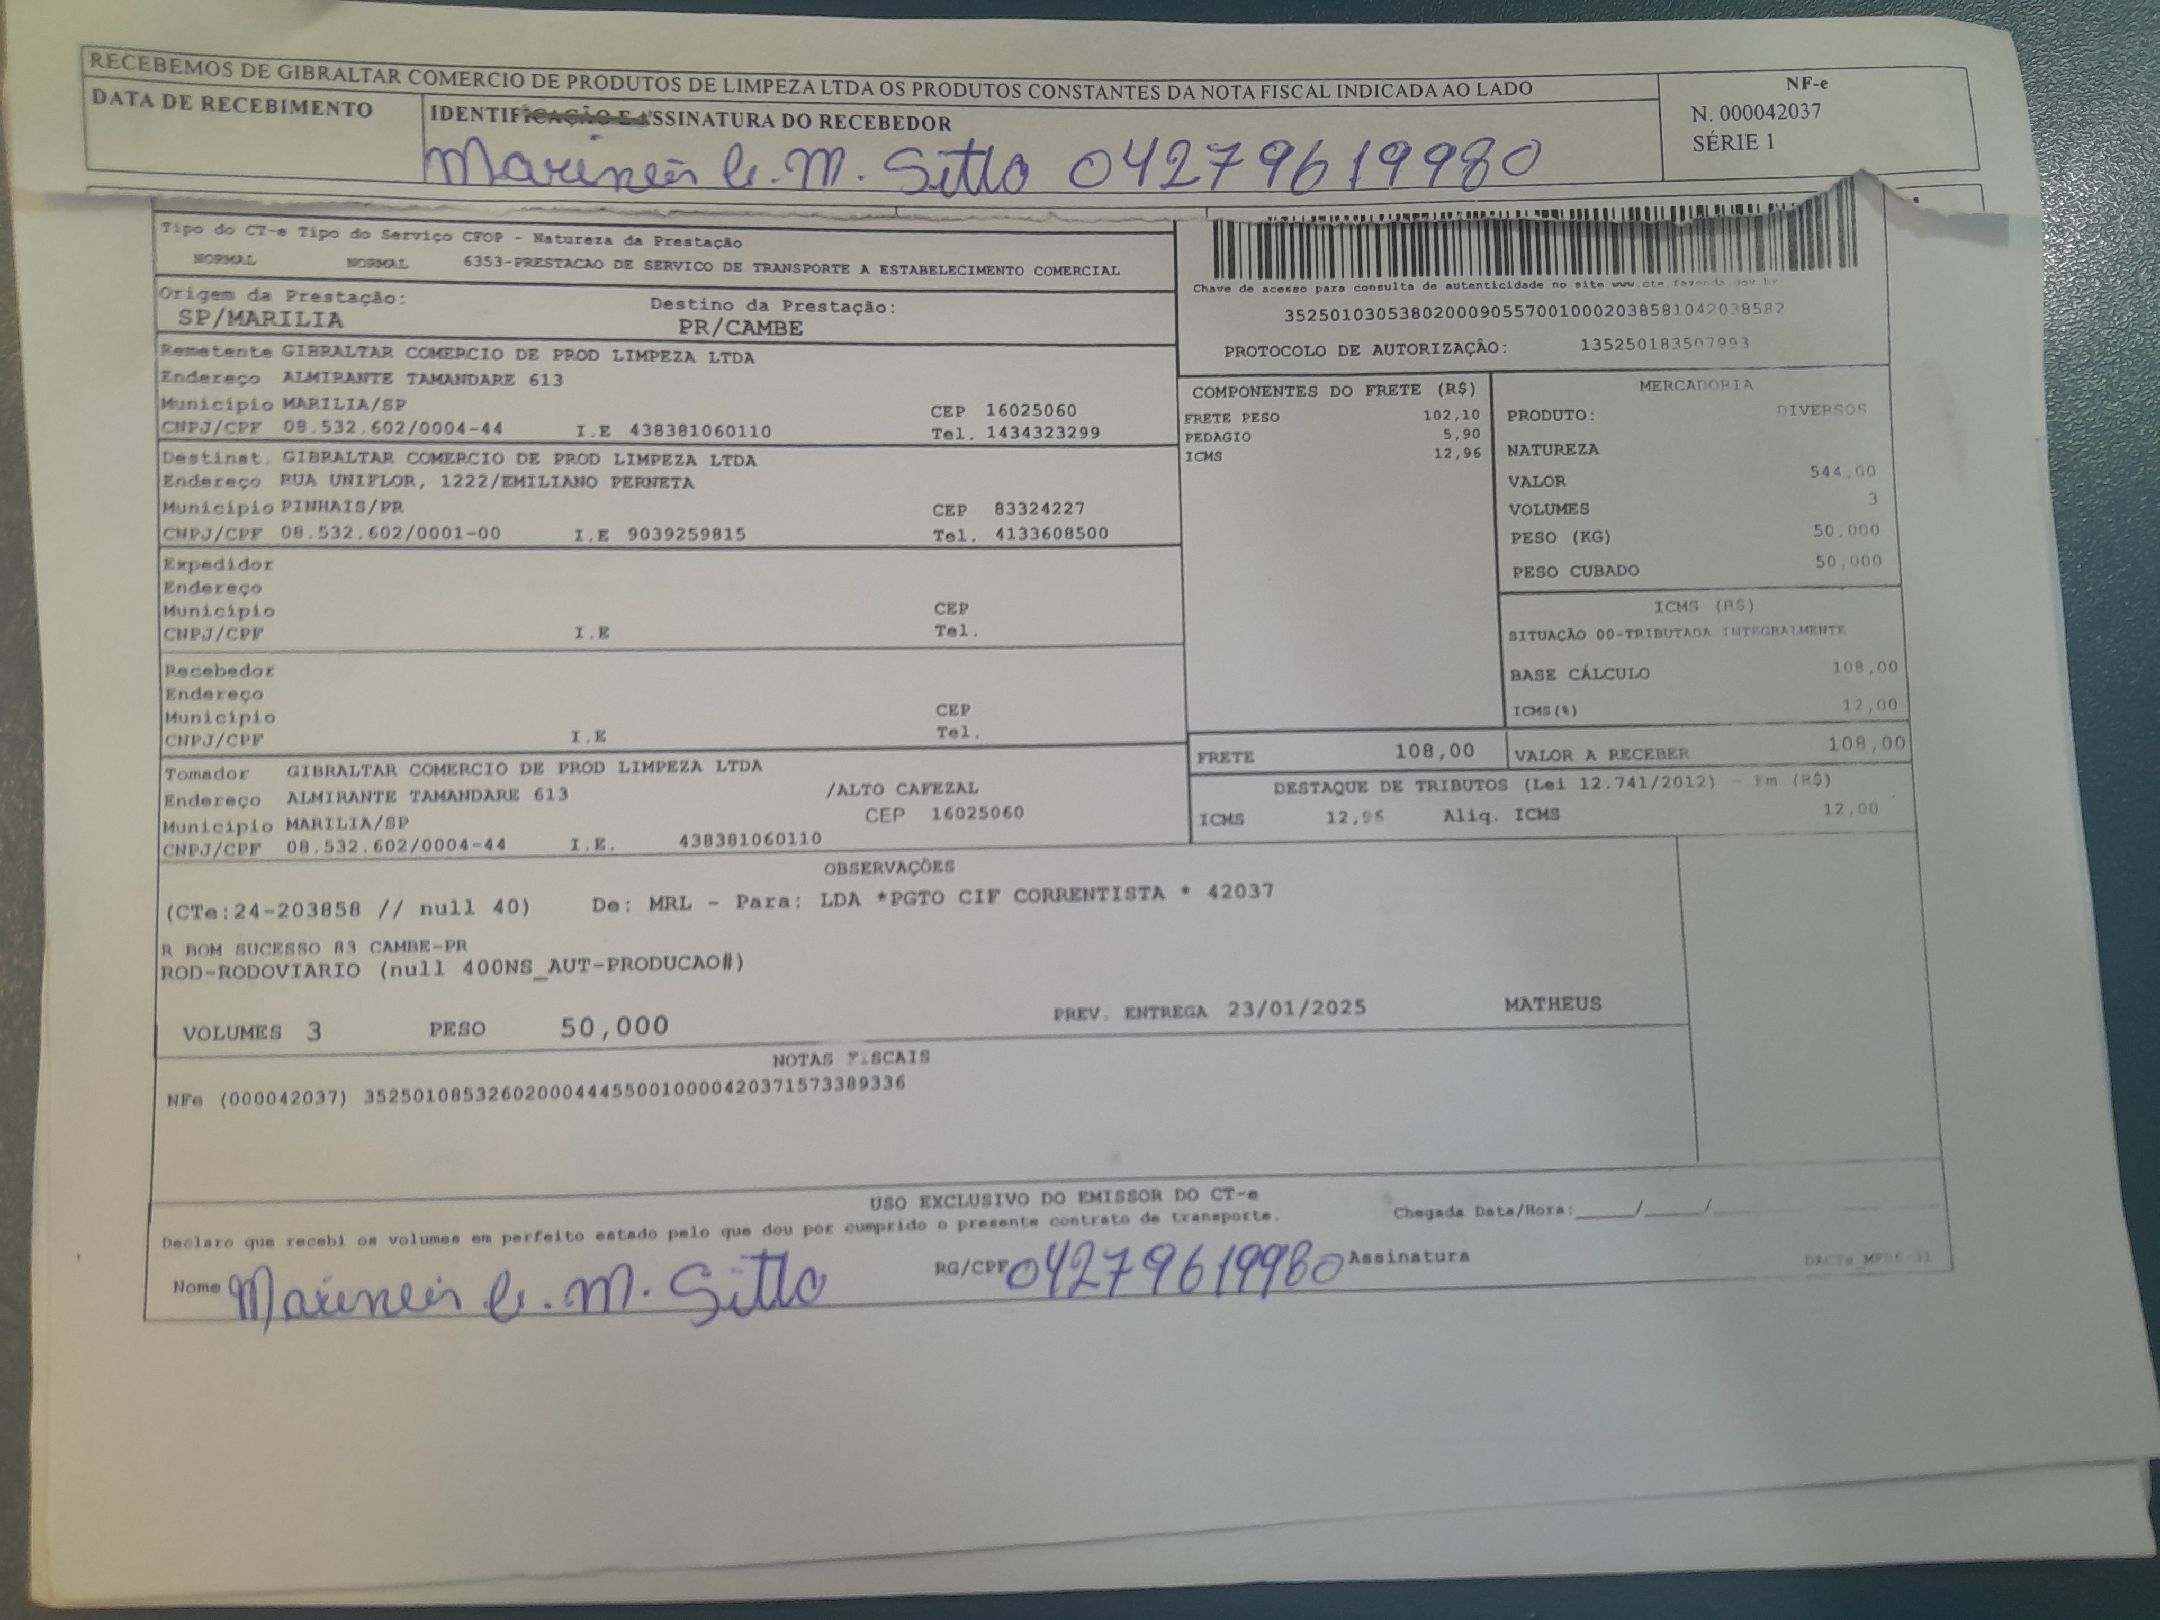 RECEBEMOS DE GIBRALTAR COMERCIO DE PRODUTOS DE LIMPEZA LTDA OS PRODUTOS CONSTANTES DA NOTA FISCAL INDICADA AO LADO
NF-e
N. 000042037
SÉRIE 1
DATA DE RECEBIMENTO
IDENTIFICAÇÃO E ASSINATURA DO RECEBEDOR
M. Sitto 04279619980
Tipo do CT-e Tipo do Serviço CFOP - Natureza da Prestação
NORMAL NORMAL 6353-PRESTACAO DE SERVICO DE TRANSPORTE A ESTABELECIMENTO COMERCIAL
Origem da Prestação: Destino da Prestação:
SP/MARILIA PR/CAMBE
Chave de acesso para consulta de autenticidade no site www.cte.fazenda.gov.br
PROTOCOLO DE AUTORIZAÇÃO: 135250183507993
Remetente GIBRALTAR COMERCIO DE PROD LIMPEZA LTDA
Endereço ALMIRANTE TAMANDARE 613
Município MARILIA/SP CEP 16025060
CNPJ/CPF 08.532.602/0004-44 I.E 438381060110 Tel. 1434323299
Destinat. GIBRALTAR COMERCIO DE PROD LIMPEZA LTDA
Endereço RUA UNIFLOR, 1222/EMILIANO PERNETA
Município PINHAIS/PR CEP 83324227
CNPJ/CPF 08.532.602/0001-00 I.E 9039259815 Tel. 4133608500
Expedidor
Endereço
Município CEP
CNPJ/CPF I.E Tel.
Recebedor
Endereço
Município CEP
CNPJ/CPF I.E Tel.
Tomador GIBRALTAR COMERCIO DE PROD LIMPEZA LTDA
Endereço ALMIRANTE TAMANDARE 613 /ALTO CAFEZAL
Município MARILIA/SP CEP 16025060
CNPJ/CPF 08.532.602/0004-44 I.E. 438381060110
COMPONENTES DO FRETE (R$)
FRETE PESO 102,10
PEDAGIO 5,90
ICMS 12,96
MERCADORIA
PRODUTO: DIVERSOS
NATUREZA
VALOR 544,00
VOLUMES 3
PESO (KG) 50,000
PESO CUBADO 50,000
ICMS (R$)
SITUAÇÃO 00-TRIBUTADA INTEGRALMENTE
BASE CÁLCULO 108,00
ICMS(%) 12,00
FRETE 108,00 VALOR A RECEBER 108,00
DESTAQUE DE TRIBUTOS (Lei 12.741/2012) - Em (R$)
ICMS 12,96 Aliq. ICMS 12,00
OBSERVAÇÕES
(CTe:24-203858 // null 40) De: MRL - Para: LDA *PGTO CIF CORRENTISTA * 42037
R BOM SUCESSO 83 CAMBE-PR
ROD-RODOVIARIO (null 400NS_AUT-PRODUCAO#)
VOLUMES 3 PESO 50,000 PREV. ENTREGA 23/01/2025 MATHEUS
NOTAS FISCAIS
NFe (000042037) 35250108532602000444550010000420371573389336
USO EXCLUSIVO DO EMISSOR DO CT-e
Declaro que recebi os volumes em perfeito estado pelo que dou por cumprido o presente contrato de transporte. Chegada Data/Hora:____/____/
Nome M. Sitto RG/CPF 04279619980 Assinatura